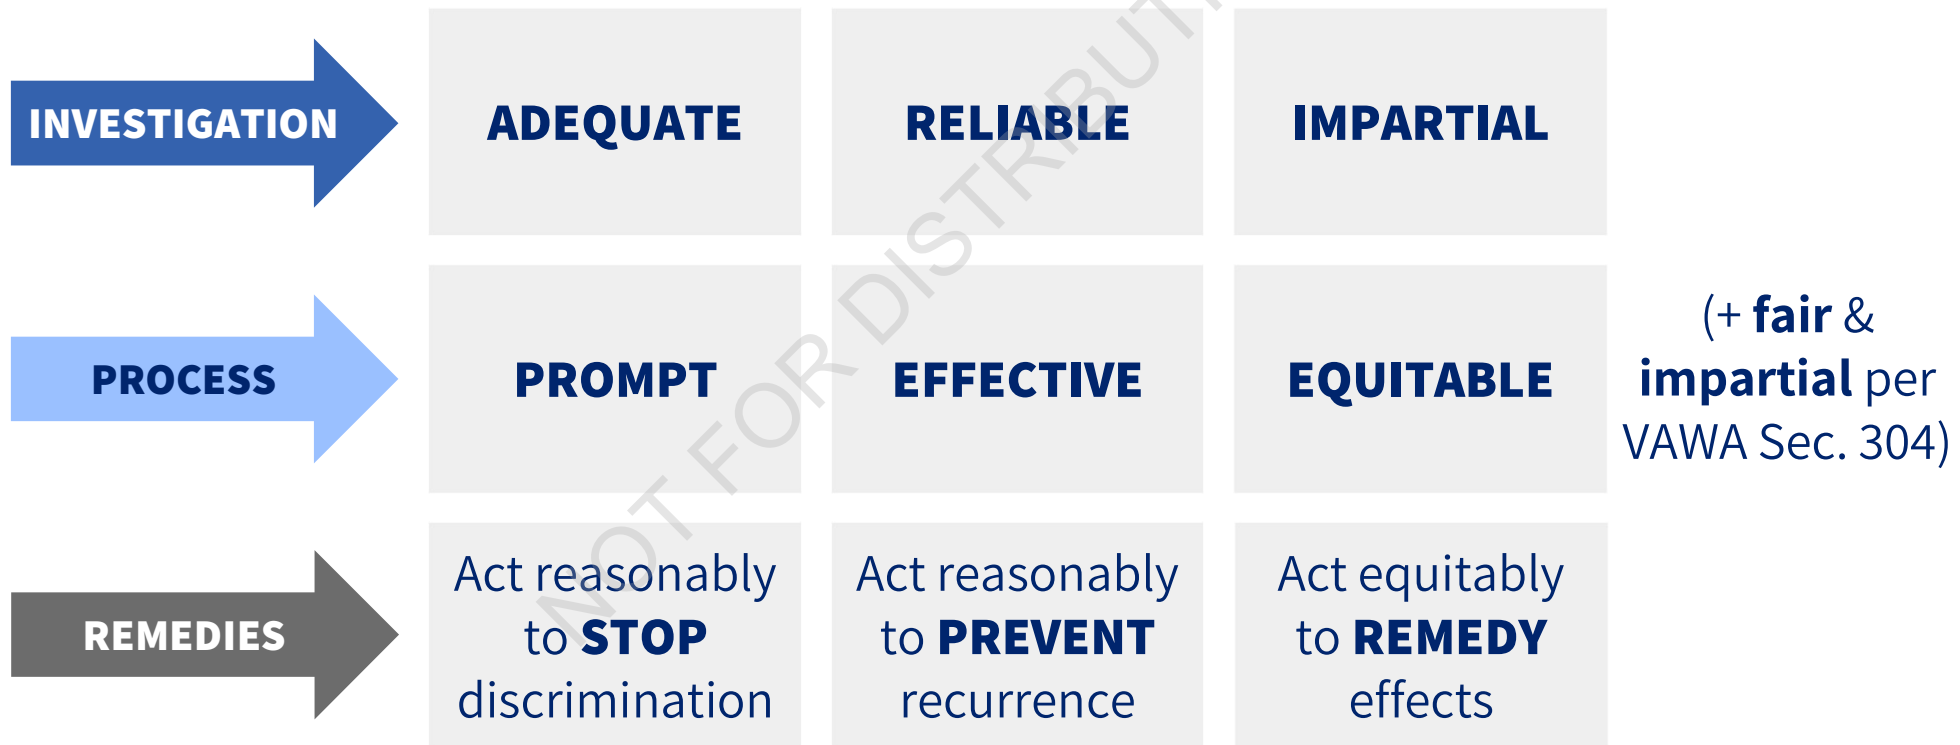 INVESTIGATION
ADEQUATE
RELIABLE
IMPARTIAL
PROCESS
PROMPT
EFFECTIVE
EQUITABLE
(+ fair &
impartial per
VAWA Sec. 304)
REMEDIES
Act reasonably
to STOP
discrimination
Act reasonably
to PREVENT
recurrence
Act equitably
to REMEDY
effects
NOT FOR DISTRIBUTI